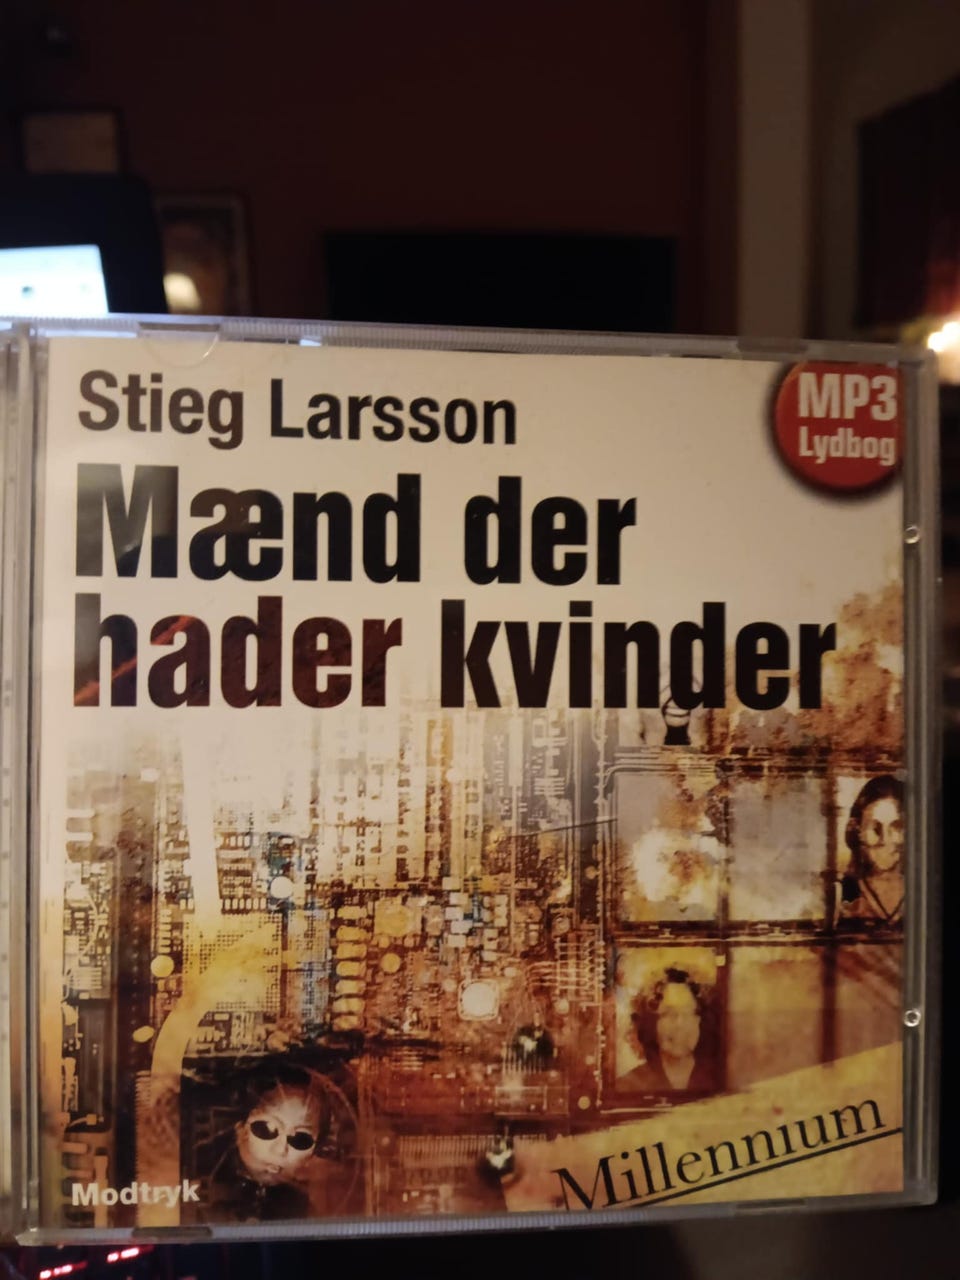 Stieg Larsson
MP3
Lydbog
Mænd der
hader kvinder
Millennium
Modtryk